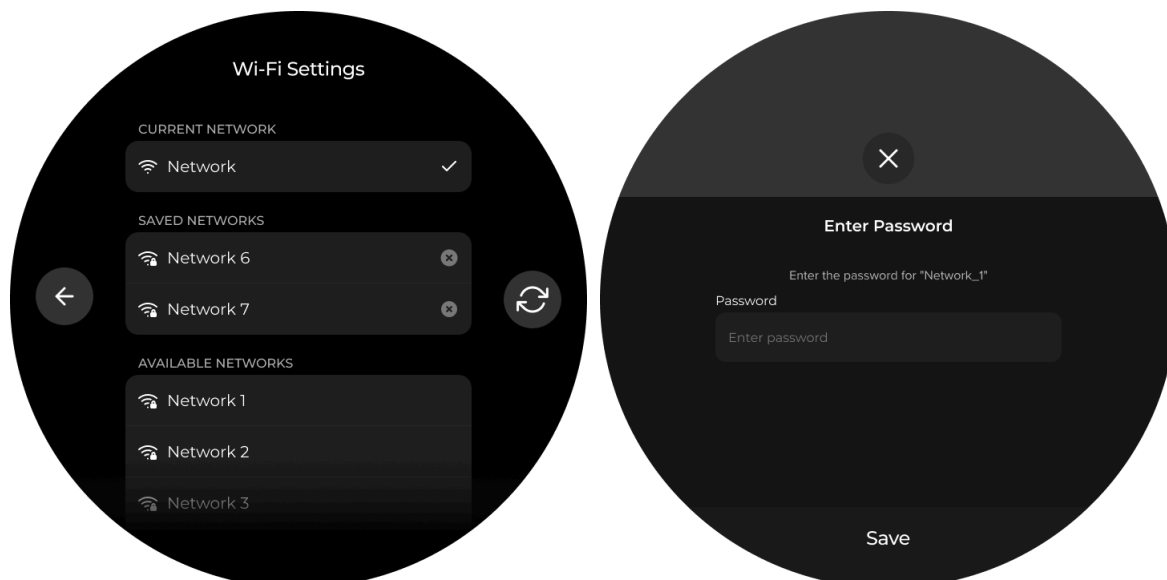 Wi-Fi Settings
CURRENT NETWORK
Network
SAVED NETWORKS
Network 6
Network 7
AVAILABLE NETWORKS
Network 1
Network 2
Network 3
Enter Password
Enter the password for "Network_1"
Password
Enter password
Save